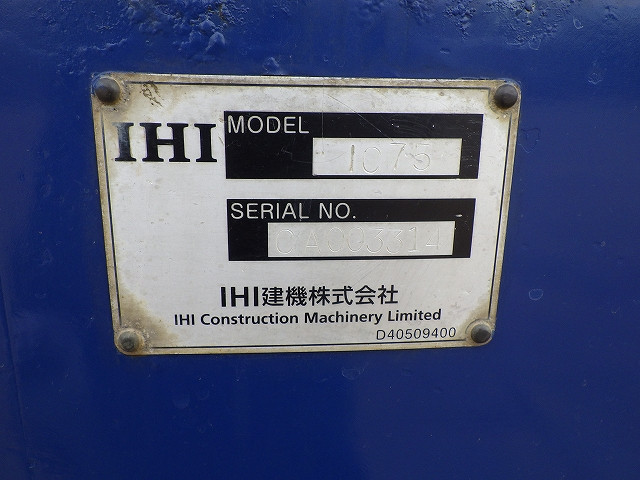 IHI
MODEL
IC75
SERIAL NO.
IHI建機株式会社
IHI Construction Machinery Limited
D40509400